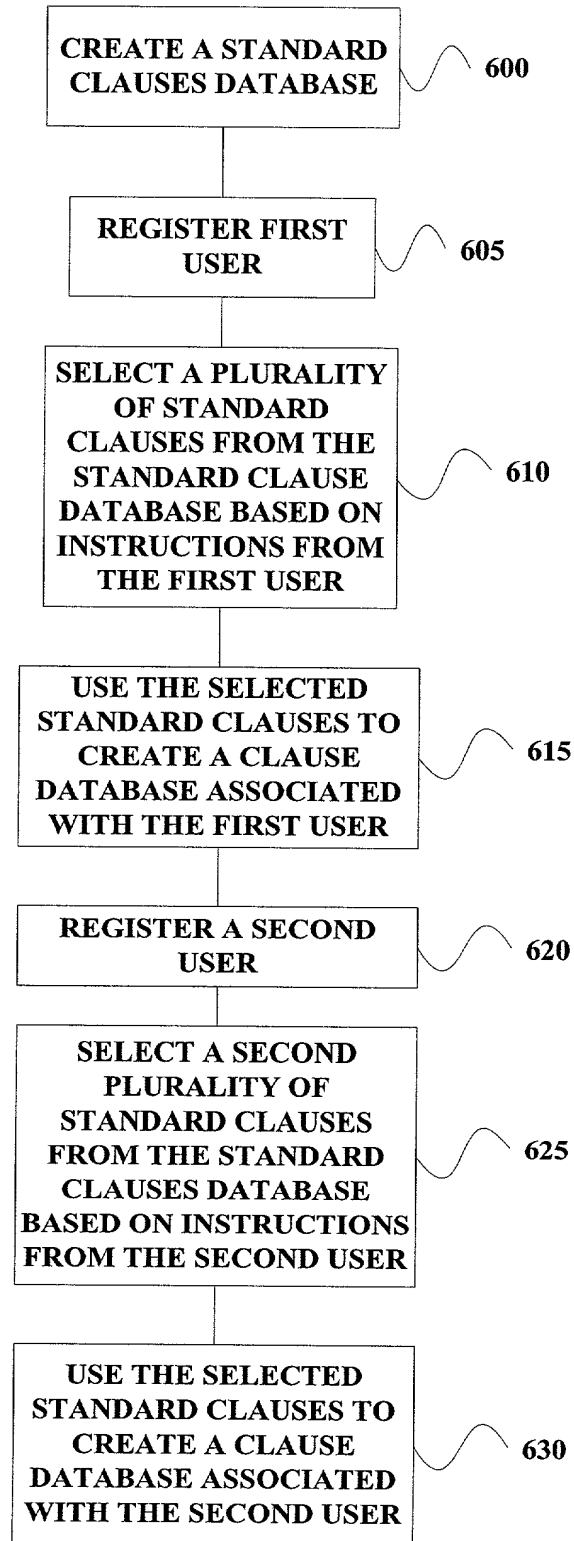 CREATE A STANDARD
CLAUSES DATABASE
600
REGISTER FIRST
USER
605
SELECT A PLURALITY
OF STANDARD
CLAUSES FROM THE
STANDARD CLAUSE
DATABASE BASED ON
INSTRUCTIONS FROM
THE FIRST USER
610
USE THE SELECTED
STANDARD CLAUSES TO
CREATE A CLAUSE
DATABASE ASSOCIATED
WITH THE FIRST USER
615
REGISTER A SECOND
USER
620
SELECT A SECOND
PLURALITY OF
STANDARD CLAUSES
FROM THE STANDARD
CLAUSES DATABASE
BASED ON INSTRUCTIONS
FROM THE SECOND USER
625
USE THE SELECTED
STANDARD CLAUSES TO
CREATE A CLAUSE
DATABASE ASSOCIATED
WITH THE SECOND USER
630